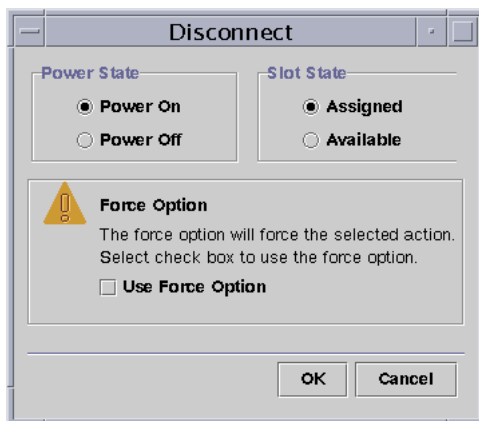 Disconnect
Power State
Power On
Power Off
Slot State
Assigned
Available
Force Option
The force option will force the selected action.
Select check box to use the force option.
Use Force Option
OK
Cancel